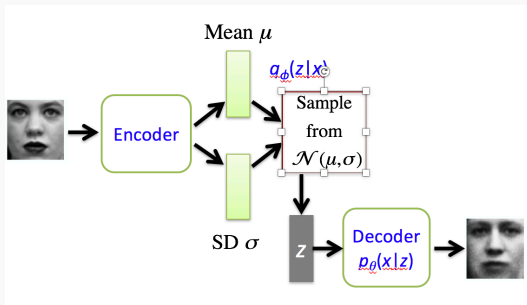 Mean μ
qϕ(z|x)
Encoder
Sample
from
𝒩(μ,σ)
SD σ
z
Decoder
pθ(x|z)